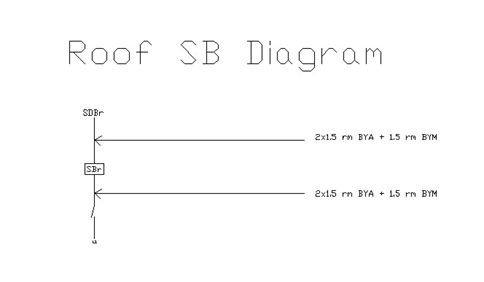 Roof SB Diagram
SDBr
2x1.5 rm BYA + 1.5 rm BYM
SBr
2x1.5 rm BYA + 1.5 rm BYM
u